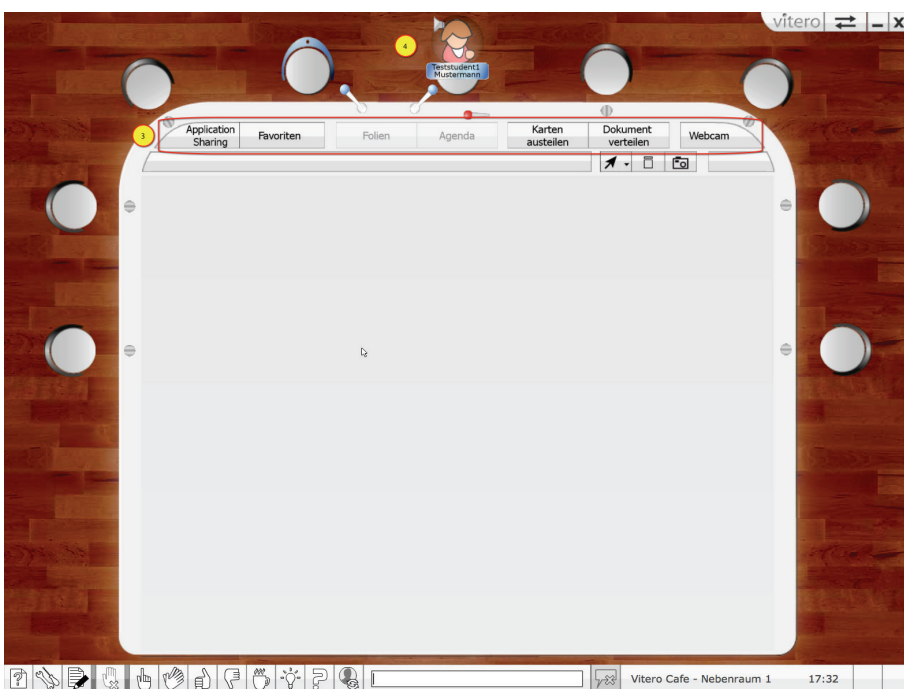 vitero
4
Teststudent1
Mustermann
3
Application
Sharing
Favoriten
Folien
Agenda
Karten
austeilen
Dokument
verteilen
Webcam
Vitero Cafe - Nebenraum 1
17:32